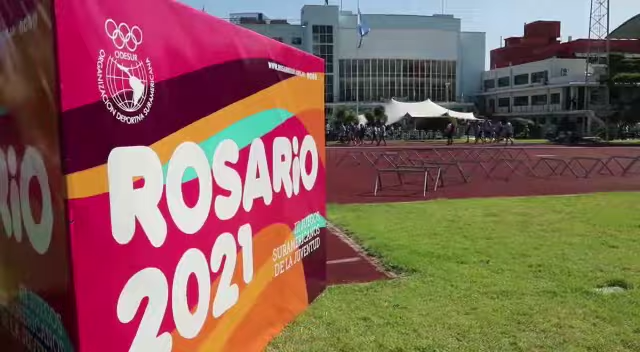 ODESUR
ORGANIZACIÓN DEPORTIVA SURAMERICANA
ROSARiO
2021
III JUEGOS
SURAMERICANOS
DE LA JUVENTUD
RiO